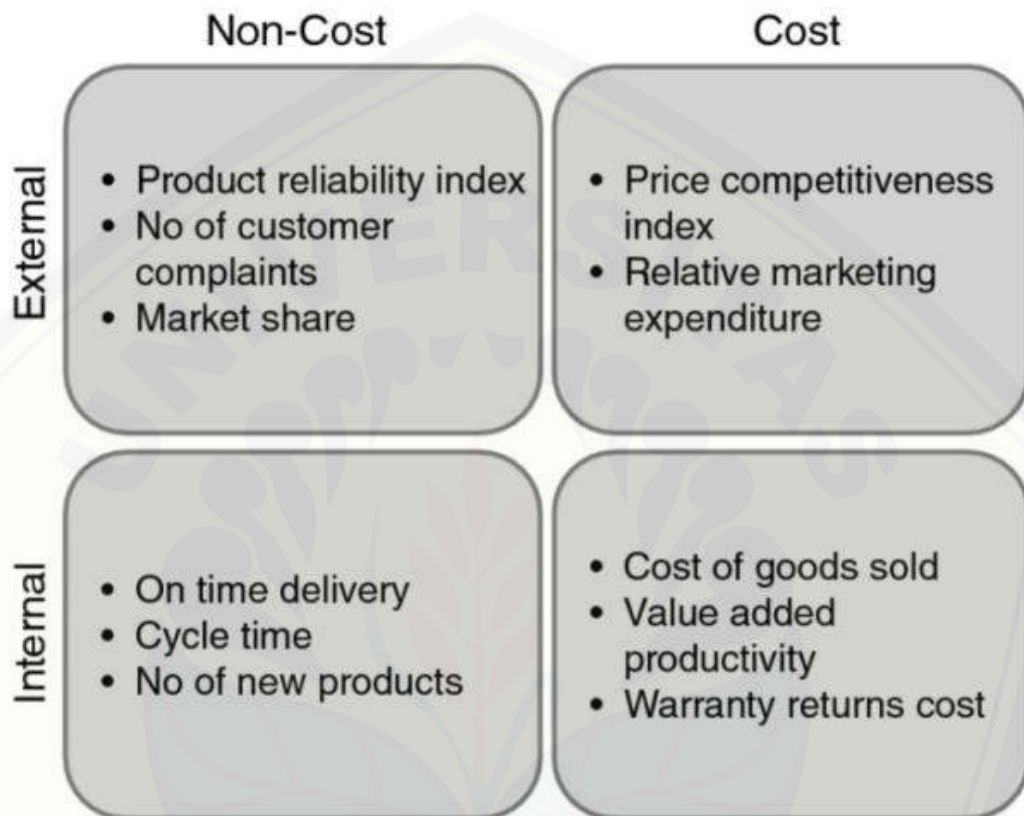 Non-Cost
Cost
External
• Product reliability index
• No of customer
complaints
• Market share
• Price competitiveness
index
• Relative marketing
expenditure
Internal
• On time delivery
• Cycle time
• No of new products
• Cost of goods sold
• Value added
productivity
• Warranty returns cost
UNIVERSITAS